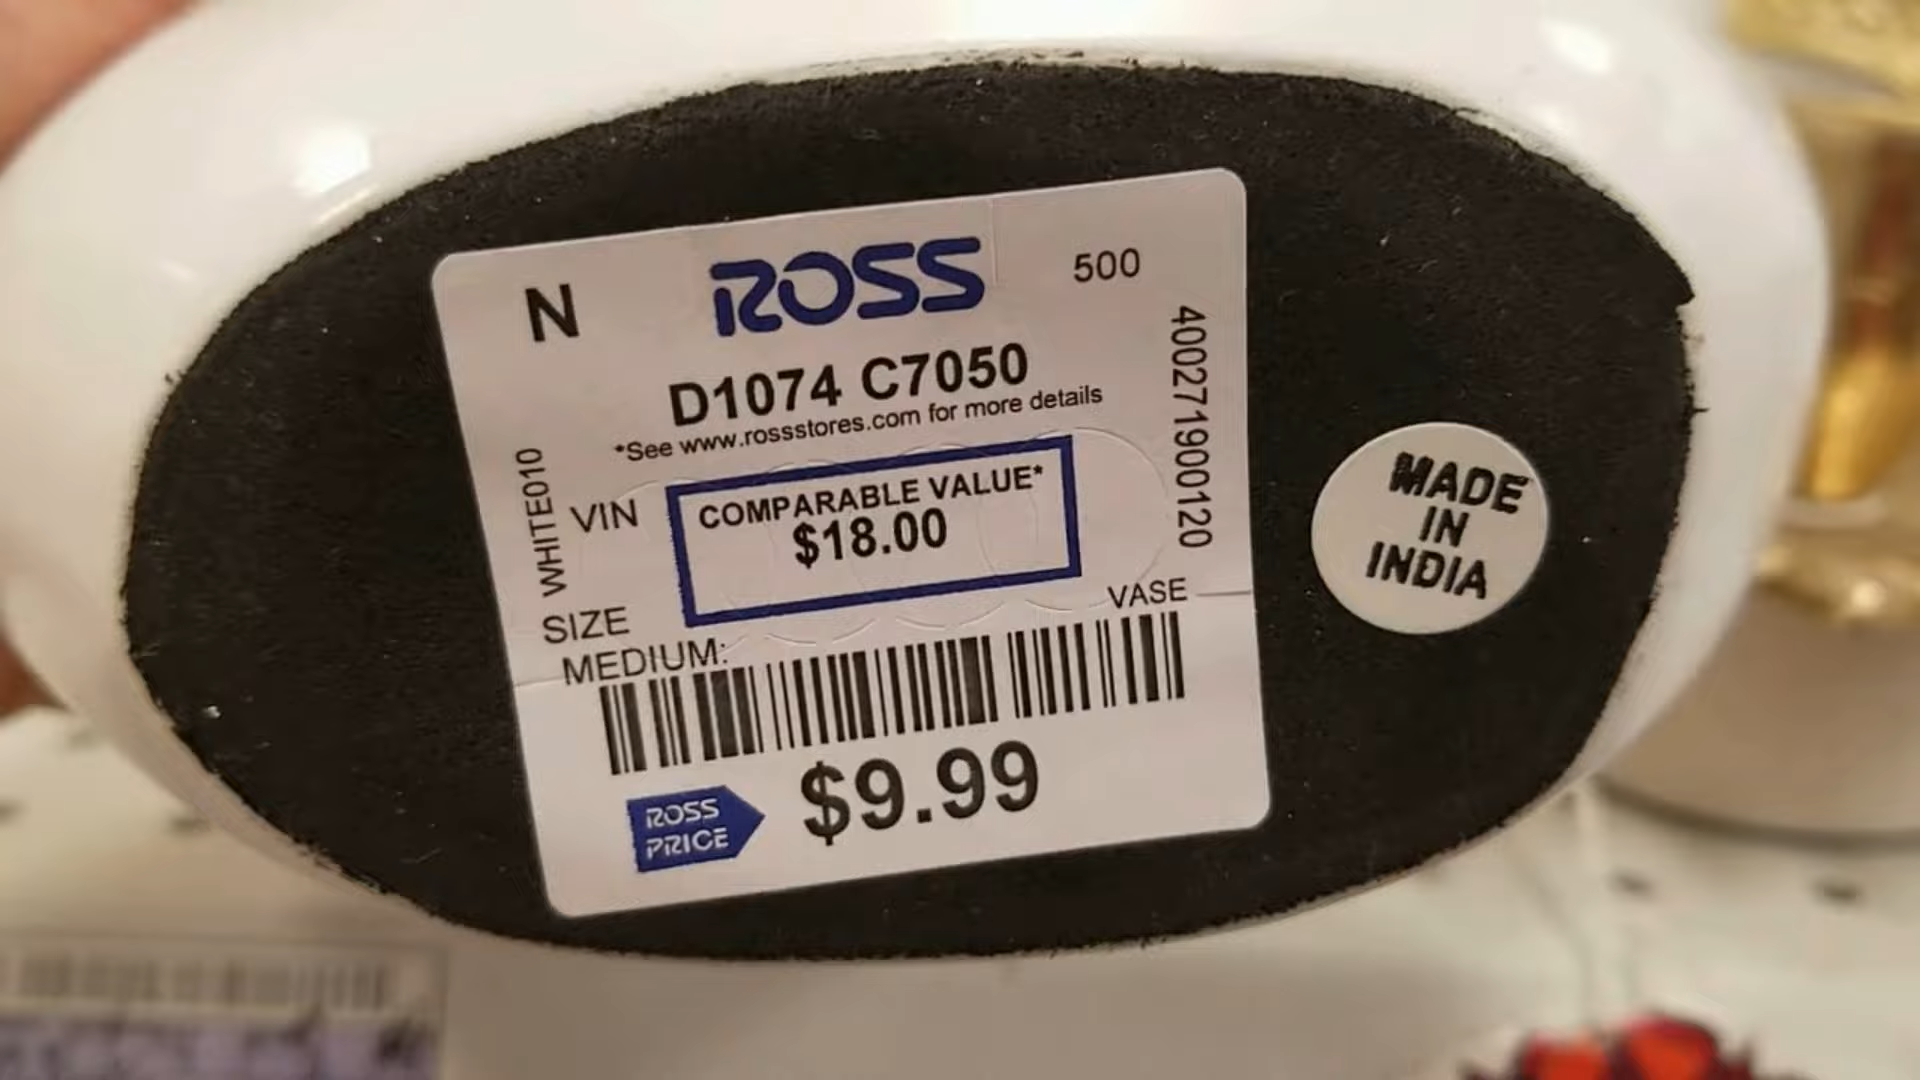 N
ROSS
500
D1074 C7050
*See www.rossstores.com for more details
400271900120
WHITE010
VIN
COMPARABLE VALUE*
$18.00
SIZE
VASE
MEDIUM:
ROSS
PRICE
$9.99
MADE
IN
INDIA